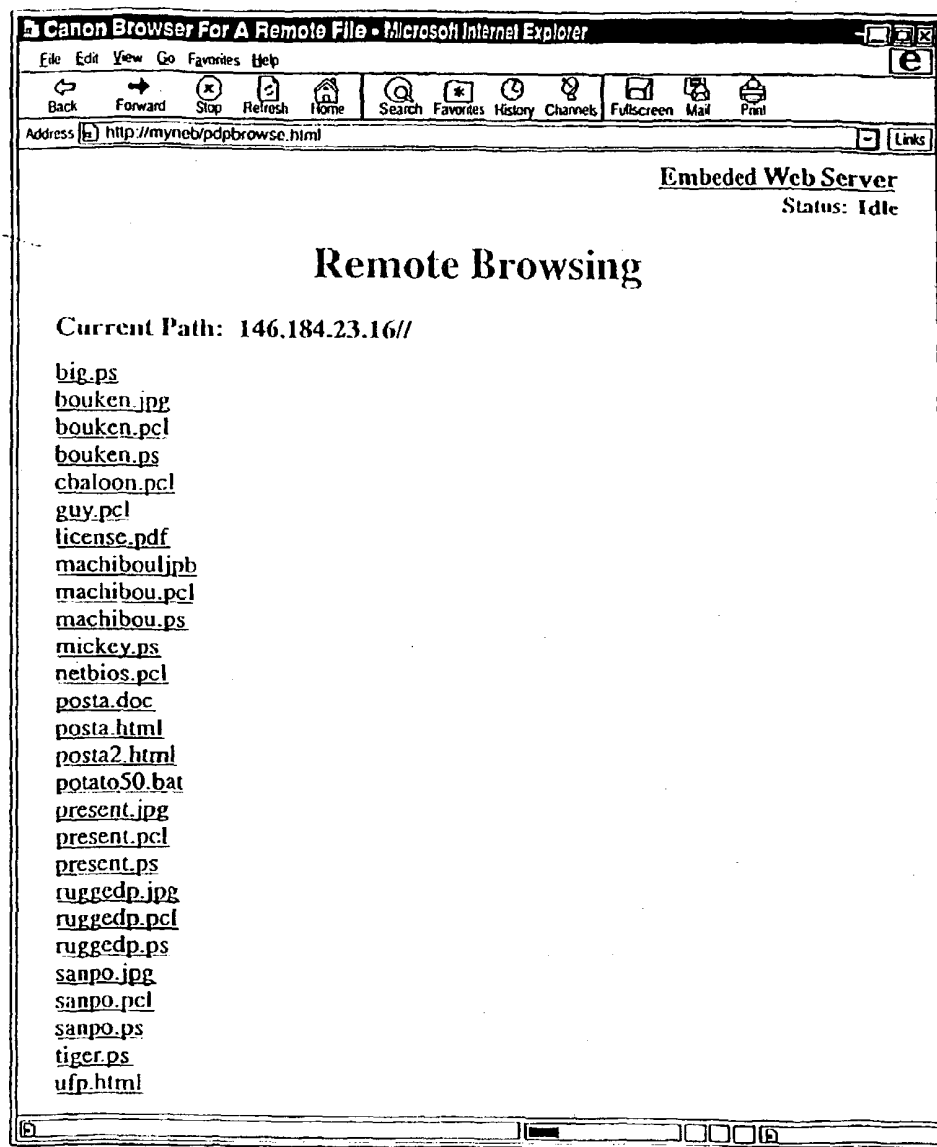 Canon Browser For A Remote File • Microsoft Internet Explorer
File Edit View Go Favorites Help
Back Forward Stop Refresh Home Search Favorites History Channels Fullscreen Mail Print
Address http://myneb/pdpbrowse.html Links
Embeded Web Server
Status: Idle
Remote Browsing
Current Path: 146.184.23.16//
big.ps
bouken.jpg
bouken.pcl
bouken.ps
chaloon.pcl
guy.pcl
license.pdf
machibouljpb
machibou.pcl
machibou.ps
mickey.ps
netbios.pcl
posta.doc
posta.html
posta2.html
potato50.bat
present.jpg
present.pcl
present.ps
ruggedp.jpg
ruggedp.pcl
ruggedp.ps
sanpo.jpg
sanpo.pcl
sanpo.ps
tiger.ps
ufp.html